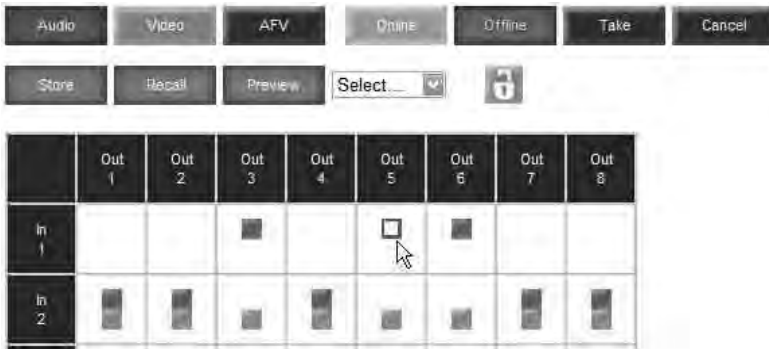 Audio Video AFV Online Offline Take Cancel
Store Recall Preview Select...
Out 1 Out 2 Out 3 Out 4 Out 5 Out 6 Out 7 Out 8
In 1
In 2